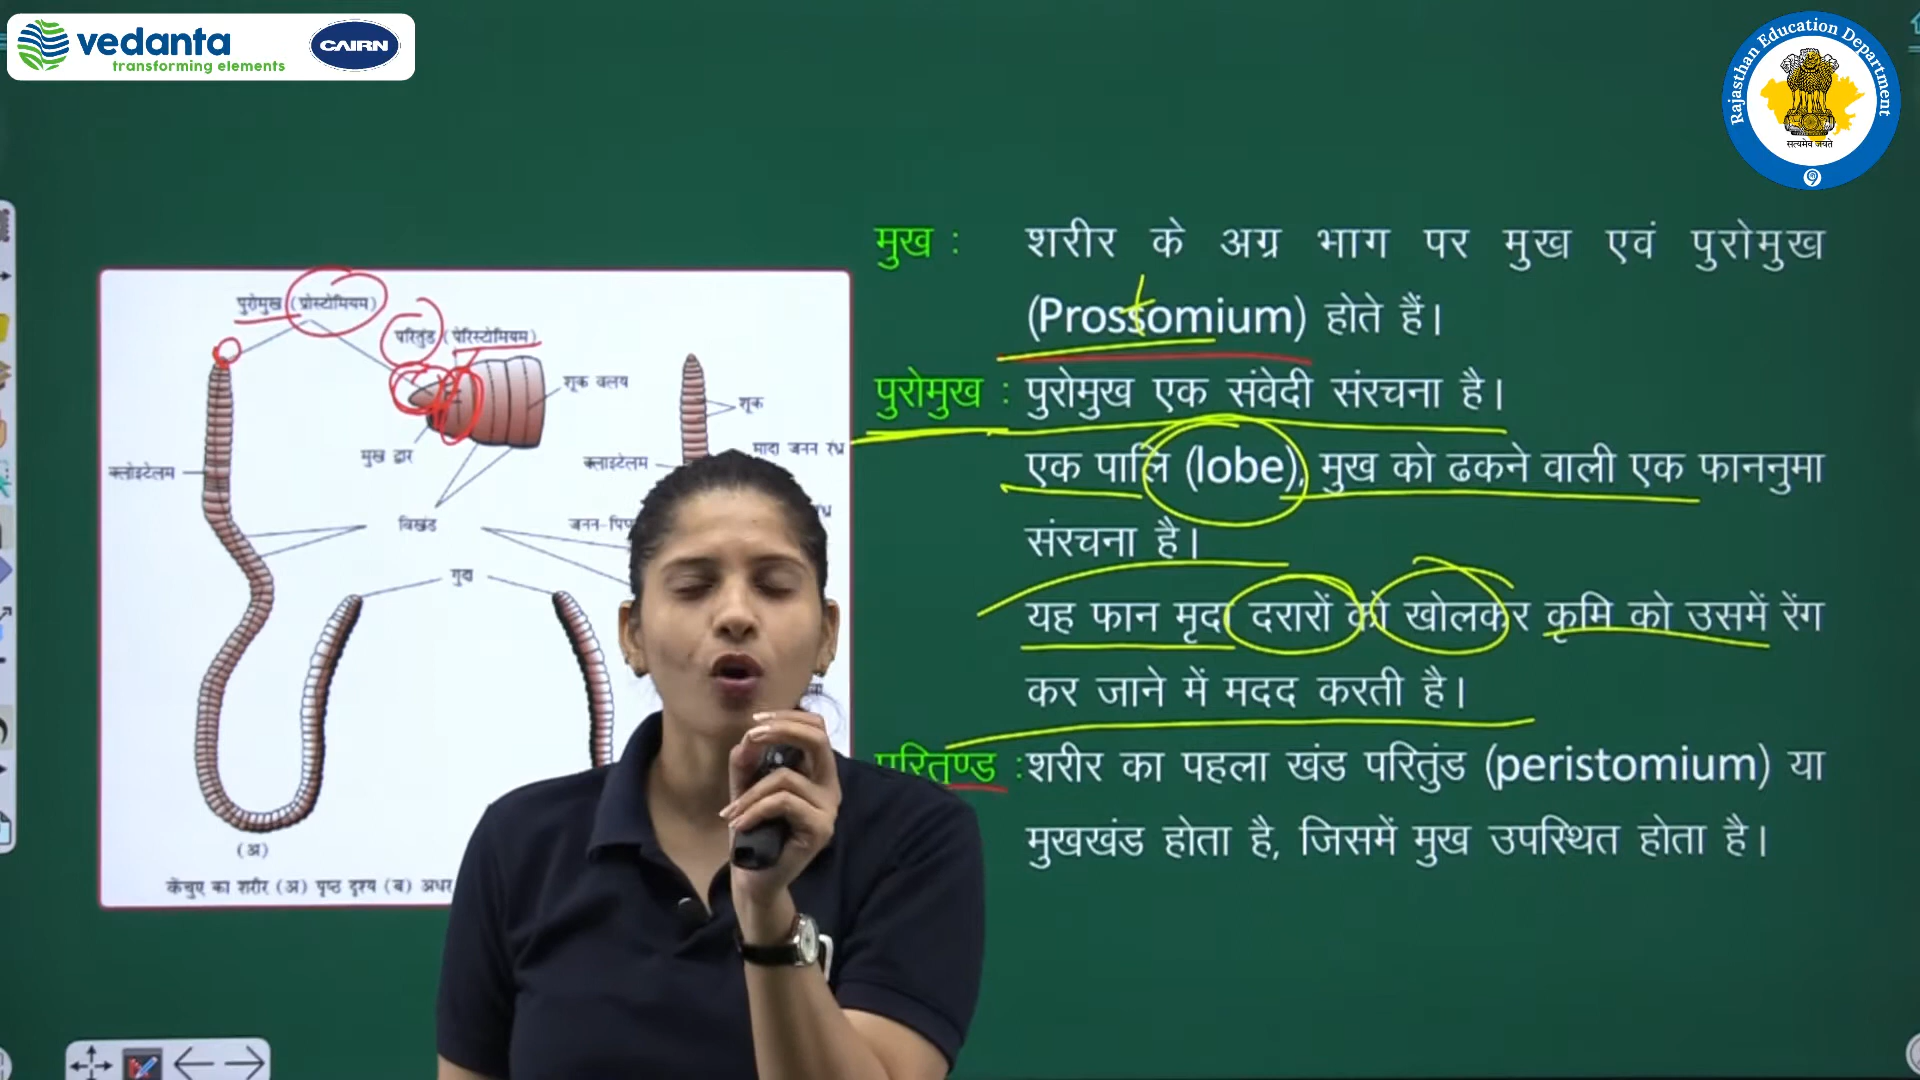 vedanta
transforming elements
CAIRN
Rajasthan Education Department
सत्यमेव जयते
मुख : शरीर के अग्र भाग पर मुख एवं पुरोमुख
(Prosstomium) होते हैं।
पुरोमुख : पुरोमुख एक संवेदी संरचना है।
एक पालि (lobe), मुख को ढकने वाली एक फाननुमा
संरचना है।
यह फान मृदा दरारों को खोलकर कृमि को उसमें रेंग
कर जाने में मदद करती है।
परितुण्ड : शरीर का पहला खंड परितुंड (peristomium) या
मुखखंड होता है, जिसमें मुख उपस्थित होता है।
पुरोमुख (प्रोस्टोमियम)
परितुंड (पेरिस्टोमियम)
शूक वलय
शूक
मुख द्वार
मादा जनन रंध्र
क्लाइटेलम
क्लाइटेलम
विखंड
गुदा
(अ)
केंचुए का शरीर (अ) पृष्ठ दृश्य (ब) अधर